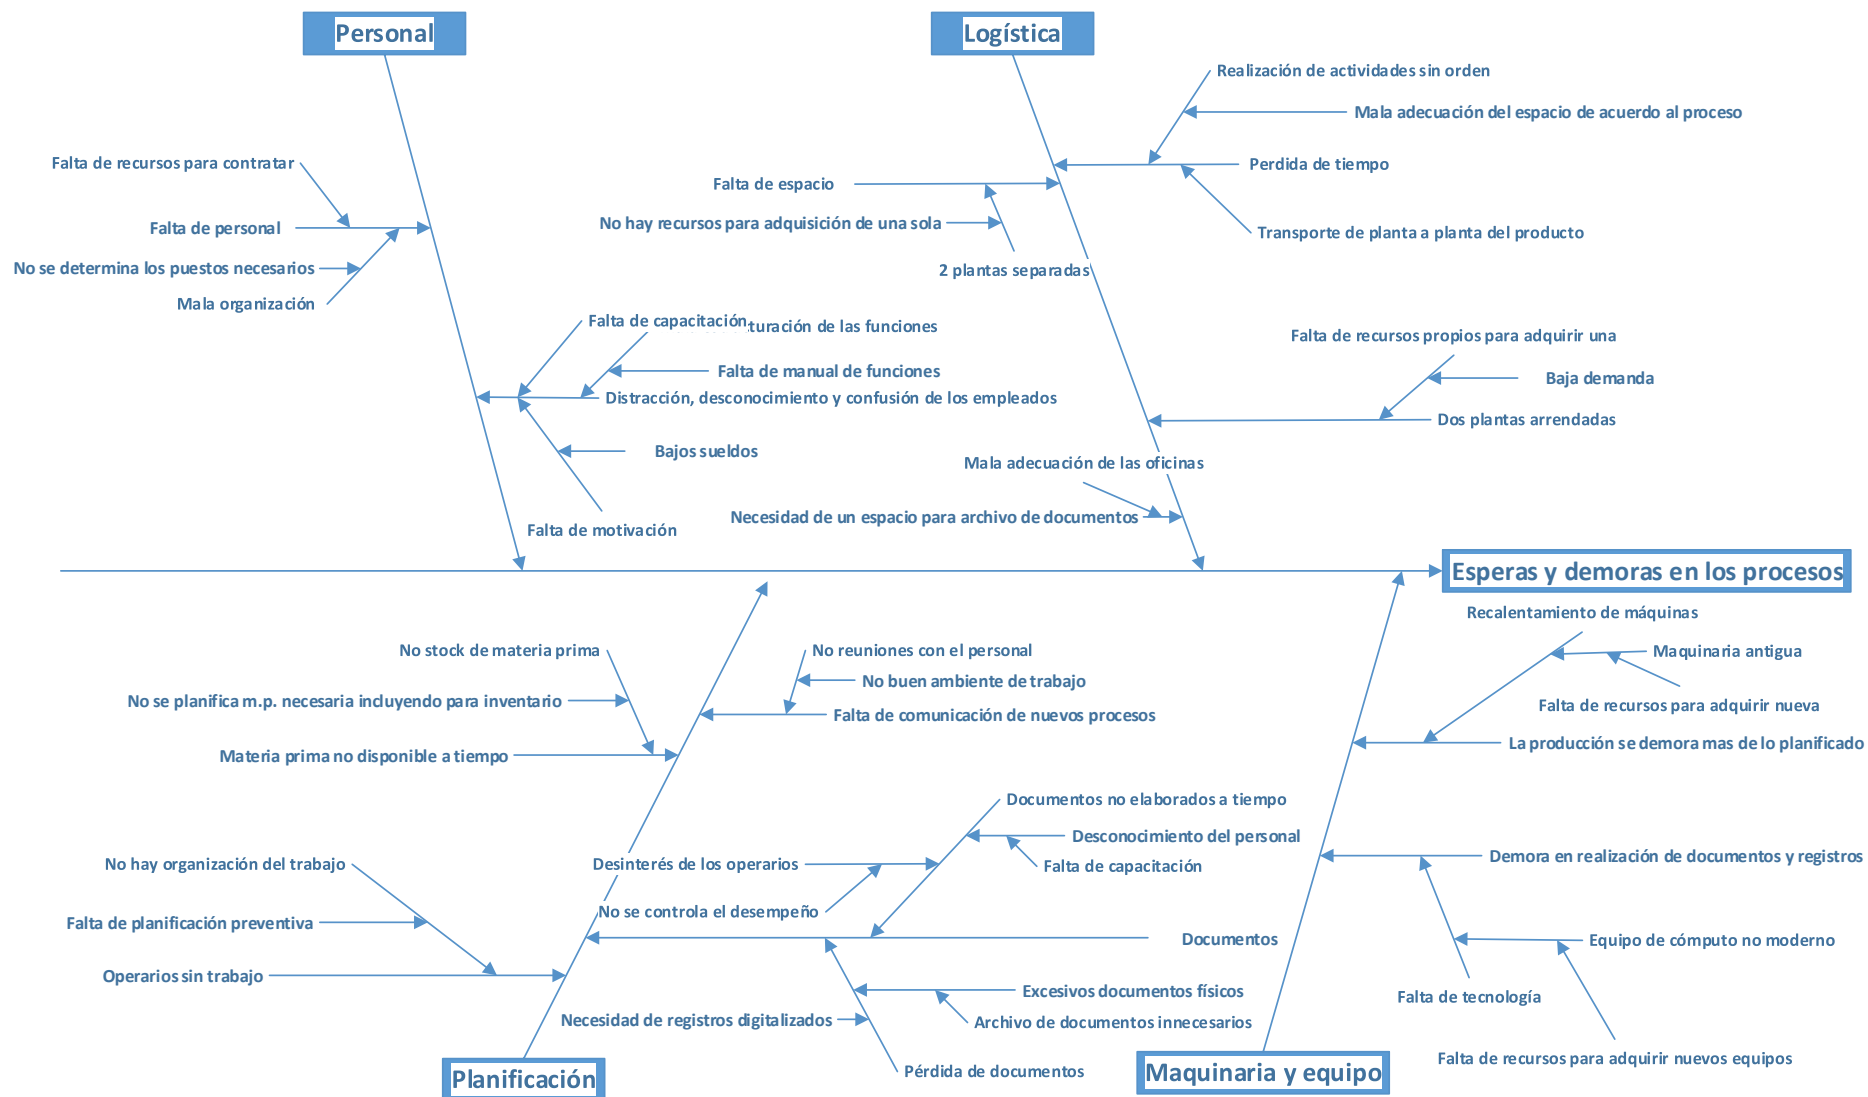 Personal
Logística
Realización de actividades sin orden
Mala adecuación del espacio de acuerdo al proceso
Falta de recursos para contratar
Perdida de tiempo
Falta de espacio
No hay recursos para adquisición de una sola
Falta de personal
Transporte de planta a planta del producto
No se determina los puestos necesarios
2 plantas separadas
Mala organización
Falta de capacitación
de las funciones
Falta de recursos propios para adquirir una
Falta de manual de funciones
Baja demanda
Distracción, desconocimiento y confusión de los empleados
Dos plantas arrendadas
Bajos sueldos
Mala adecuación de las oficinas
Necesidad de un espacio para archivo de documentos
Falta de motivación
Esperas y demoras en los procesos
Recalentamiento de máquinas
No stock de materia prima
No reuniones con el personal
Maquinaria antigua
No buen ambiente de trabajo
No se planifica m.p. necesaria incluyendo para inventario
Falta de recursos para adquirir nueva
Falta de comunicación de nuevos procesos
La producción se demora mas de lo planificado
Materia prima no disponible a tiempo
Documentos no elaborados a tiempo
Desconocimiento del personal
Demora en realización de documentos y registros
No hay organización del trabajo
Desinterés de los operarios
Falta de capacitación
No se controla el desempeño
Falta de planificación preventiva
Documentos
Equipo de cómputo no moderno
Operarios sin trabajo
Excesivos documentos físicos
Falta de tecnología
Necesidad de registros digitalizados
Archivo de documentos innecesarios
Falta de recursos para adquirir nuevos equipos
Pérdida de documentos
Planificación
Maquinaria y equipo